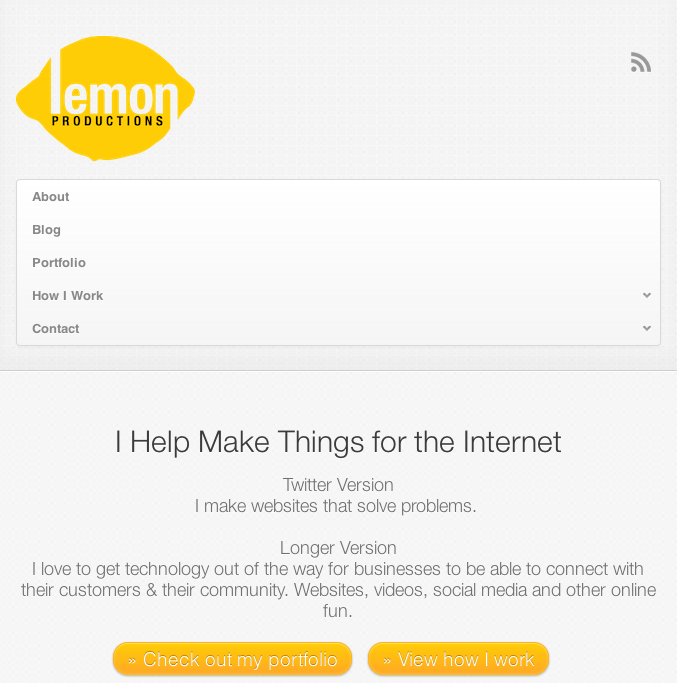 lemon
PRODUCTIONS
About
Blog
Portfolio
How I Work
Contact
I Help Make Things for the Internet
Twitter Version
I make websites that solve problems.
Longer Version
I love to get technology out of the way for businesses to be able to connect with
their customers & their community. Websites, videos, social media and other online
fun.
» Check out my portfolio
» View how I work